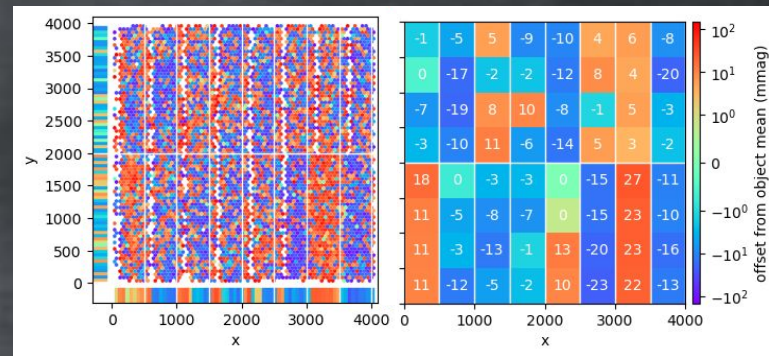 4000
3500
3000
2500
2000
1500
1000
500
0
y
0 1000 2000 3000 4000
x
-1 -5 5 -9 -10 4 6 -8
0 -17 -2 -2 -12 8 4 -20
-7 -19 8 10 -8 -1 5 -3
-3 -10 11 -6 -14 5 3 -2
18 0 -3 -3 0 -15 27 -11
11 -5 -8 -7 0 -15 23 -10
11 -3 -13 -1 13 -20 23 -16
11 -12 -5 -2 10 -23 22 -13
0 1000 2000 3000 4000
x
10²
10¹
10⁰
0
−10⁰
−10¹
−10²
offset from object mean (mmag)